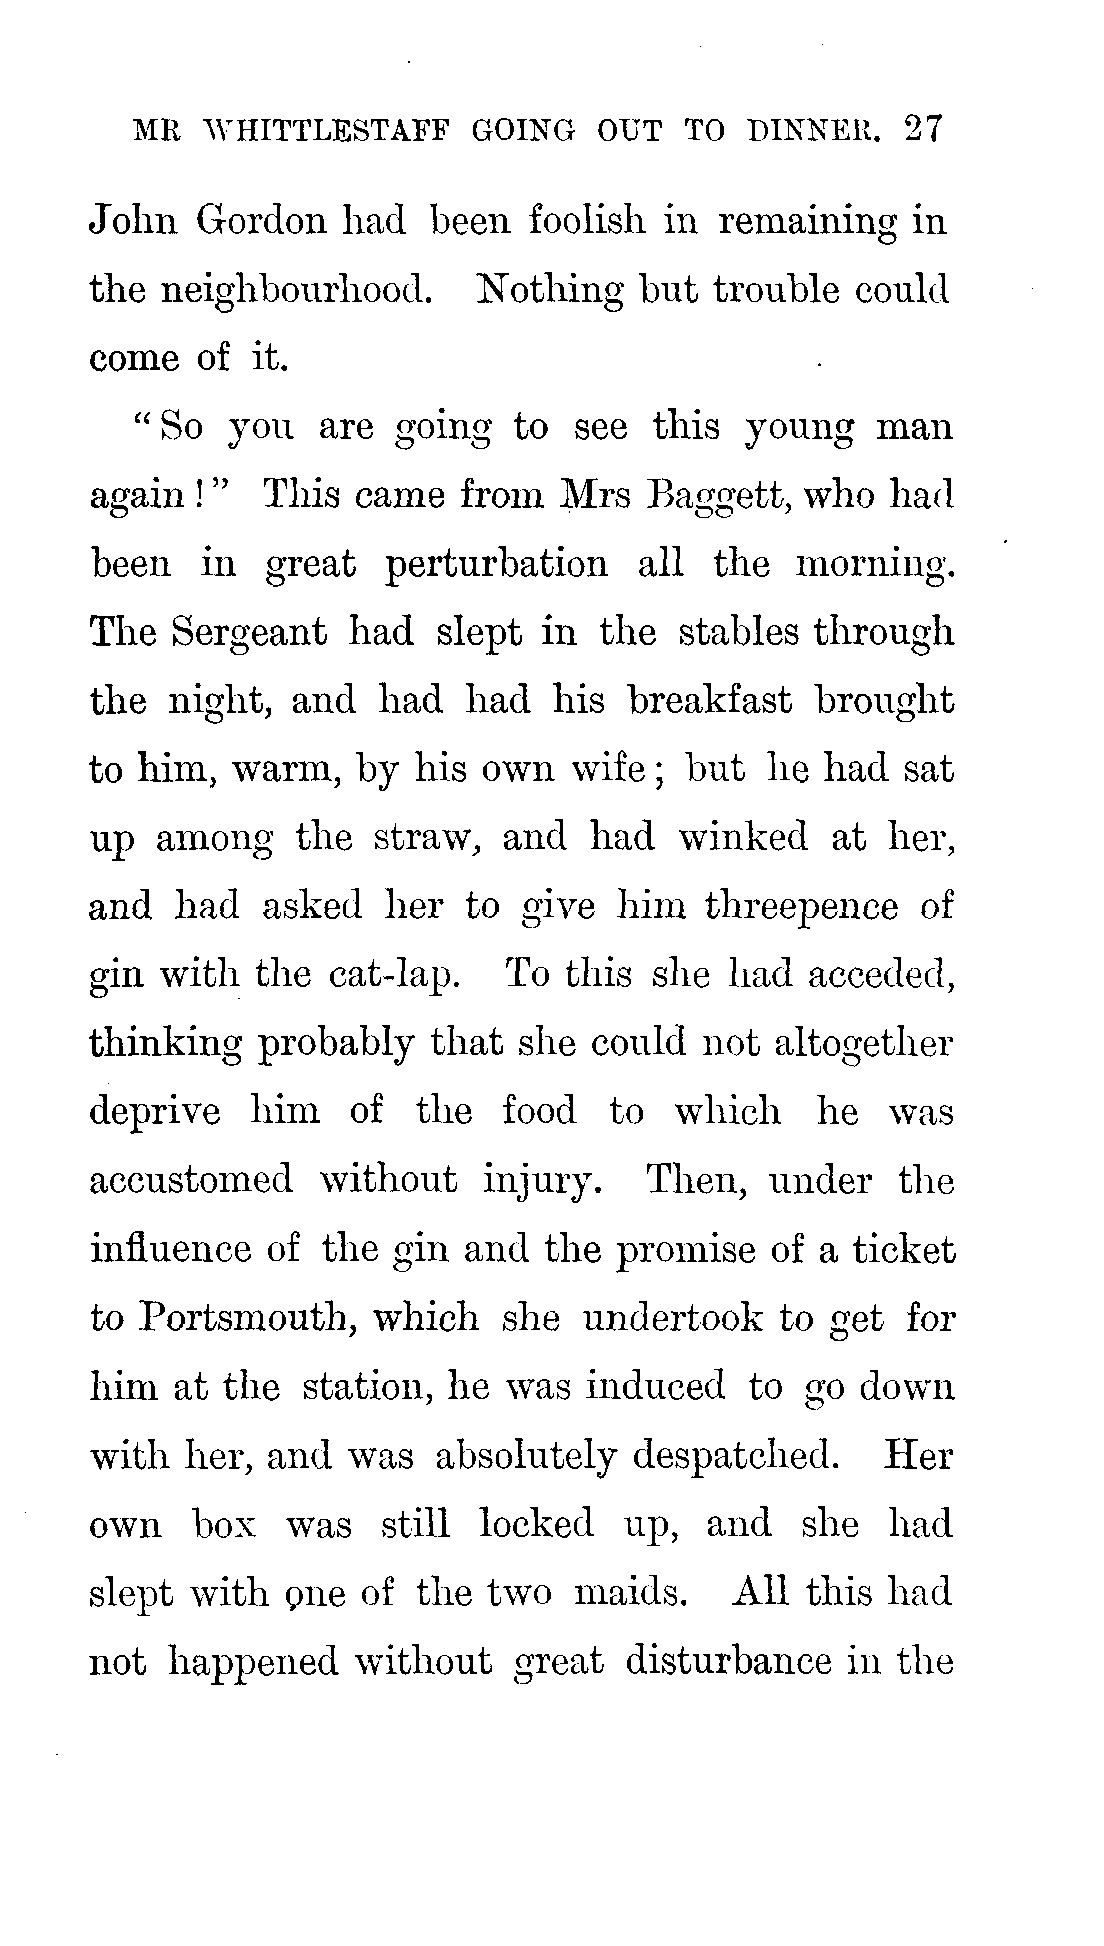 MR WHITTLESTAFF GOING OUT TO DINNER. 27
John Gordon had been foolish in remaining in
the neighbourhood. Nothing but trouble could
come of it.
“So you are going to see this young man
again!” This came from Mrs Baggett, who had
been in great perturbation all the morning.
The Sergeant had slept in the stables through
the night, and had had his breakfast brought
to him, warm, by his own wife; but he had sat
up among the straw, and had winked at her,
and had asked her to give him threepence of
gin with the cat-lap. To this she had acceded,
thinking probably that she could not altogether
deprive him of the food to which he was
accustomed without injury. Then, under the
influence of the gin and the promise of a ticket
to Portsmouth, which she undertook to get for
him at the station, he was induced to go down
with her, and was absolutely despatched. Her
own box was still locked up, and she had
slept with one of the two maids. All this had
not happened without great disturbance in the